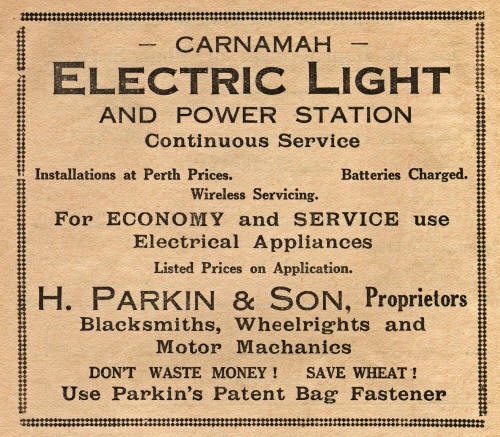 – CARNAMAH –
ELECTRIC LIGHT
AND POWER STATION
Continuous Service
Installations at Perth Prices. Batteries Charged.
Wireless Servicing.
For ECONOMY and SERVICE use
Electrical Appliances
Listed Prices on Application.
H. PARKIN & SON, Proprietors
Blacksmiths, Wheelrights and
Motor Machanics
DON'T WASTE MONEY! SAVE WHEAT!
Use Parkin's Patent Bag Fastener